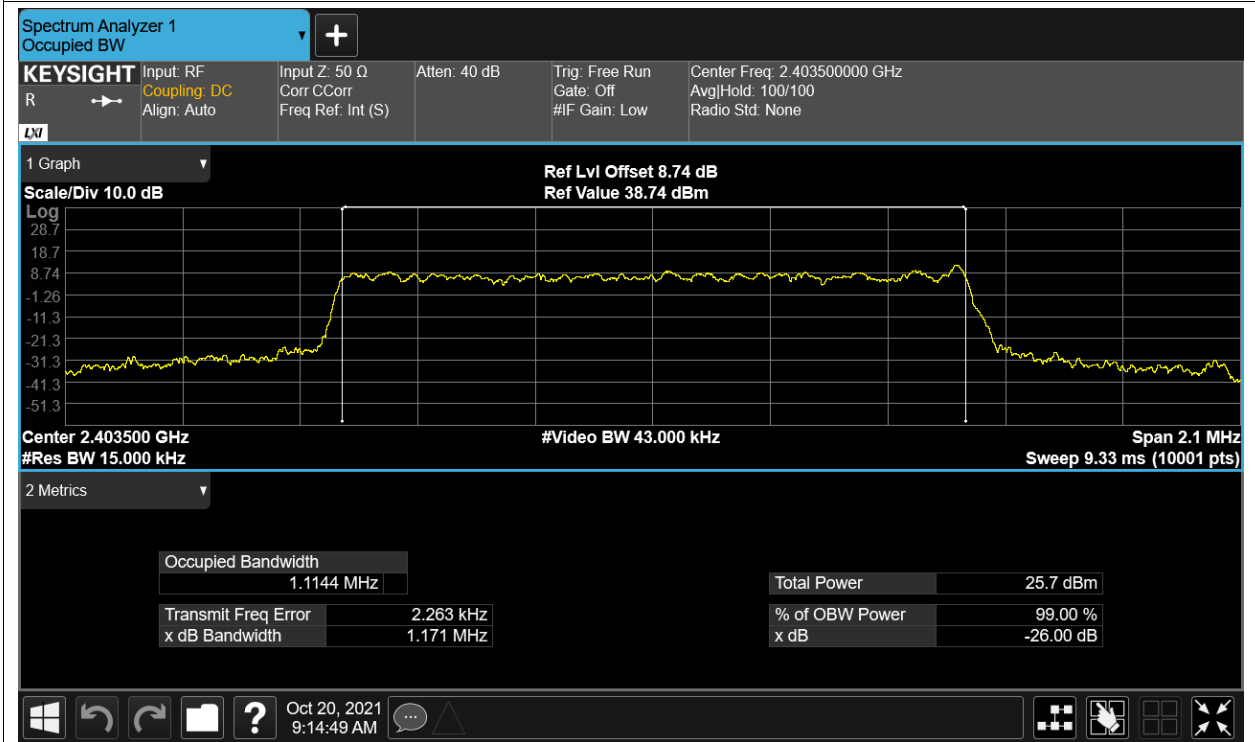 Spectrum Analyzer 1
Occupied BW
KEYSIGHT
R
LXI
Input: RF
Coupling: DC
Align: Auto
Input Z: 50 Ω
Corr CCorr
Freq Ref: Int (S)
Atten: 40 dB
Trig: Free Run
Gate: Off
#IF Gain: Low
Center Freq: 2.403500000 GHz
Avg|Hold: 100/100
Radio Std: None
1 Graph
Scale/Div 10.0 dB
Ref Lvl Offset 8.74 dB
Ref Value 38.74 dBm
Log
28.7
18.7
8.74
-1.26
-11.3
-21.3
-31.3
-41.3
-51.3
Center 2.403500 GHz
#Video BW 43.000 kHz
Span 2.1 MHz
#Res BW 15.000 kHz
Sweep 9.33 ms (10001 pts)
2 Metrics
Occupied Bandwidth
1.1144 MHz
Transmit Freq Error 2.263 kHz
x dB Bandwidth 1.171 MHz
Total Power 25.7 dBm
% of OBW Power 99.00 %
x dB -26.00 dB
?
Oct 20, 2021
9:14:49 AM